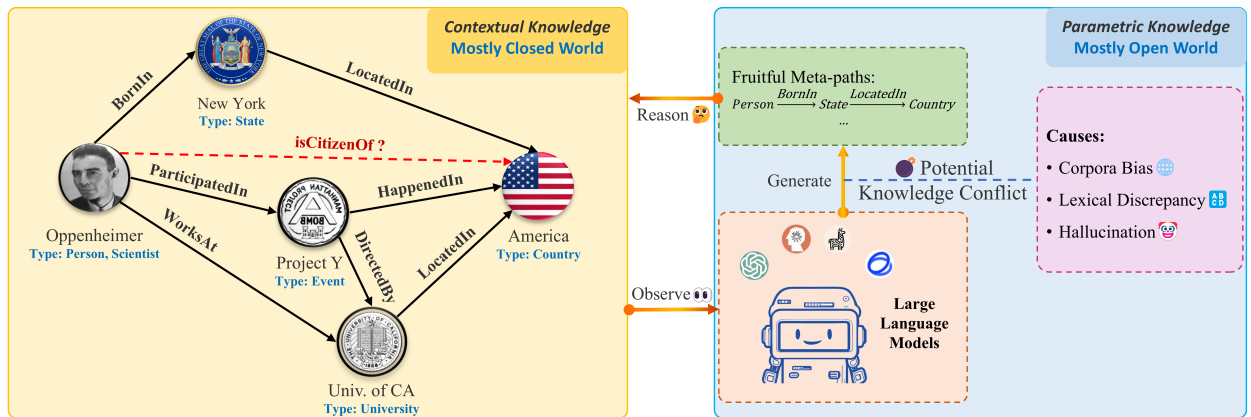 Contextual Knowledge
Mostly Closed World
BornIn
LocatedIn
New York
Type: State
isCitizenOf ?
ParticipatedIn
HappenedIn
MANHATTAN PROJECT
BOMB
Oppenheimer
Type: Person, Scientist
WorksAt
Project Y
Type: Event
DirectedBy
LocatedIn
America
Type: Country
Univ. of CA
Type: University
Reason
Observe
Parametric Knowledge
Mostly Open World
Fruitful Meta-paths:
BornIn LocatedIn
Person State Country
...
Generate
Potential
Knowledge Conflict
Causes:
• Corpora Bias
• Lexical Discrepancy
• Hallucination
Large
Language
Models